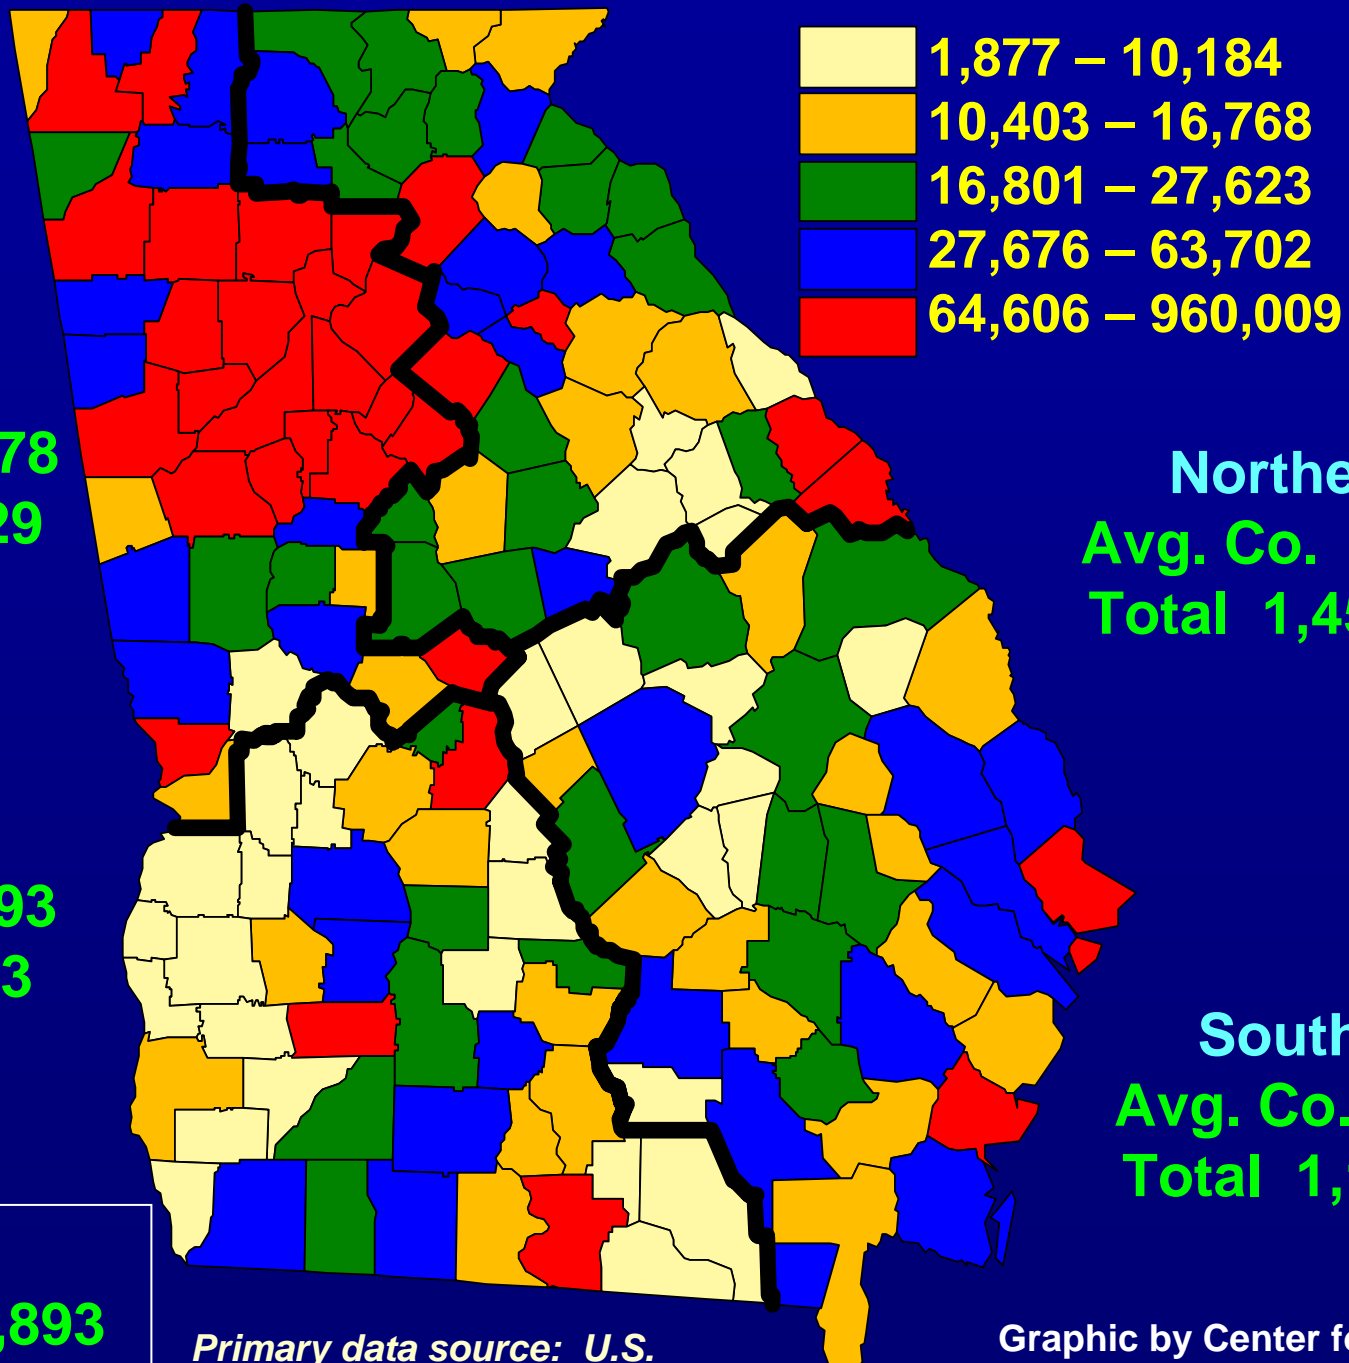 1,877 – 10,184
10,403 – 16,768
16,801 – 27,623
27,676 – 63,702
64,606 – 960,009
78
29
Northe
Avg. Co.
Total 1,45
93
3
South
Avg. Co.
Total 1,
,893
Primary data source: U.S.
Graphic by Center fo